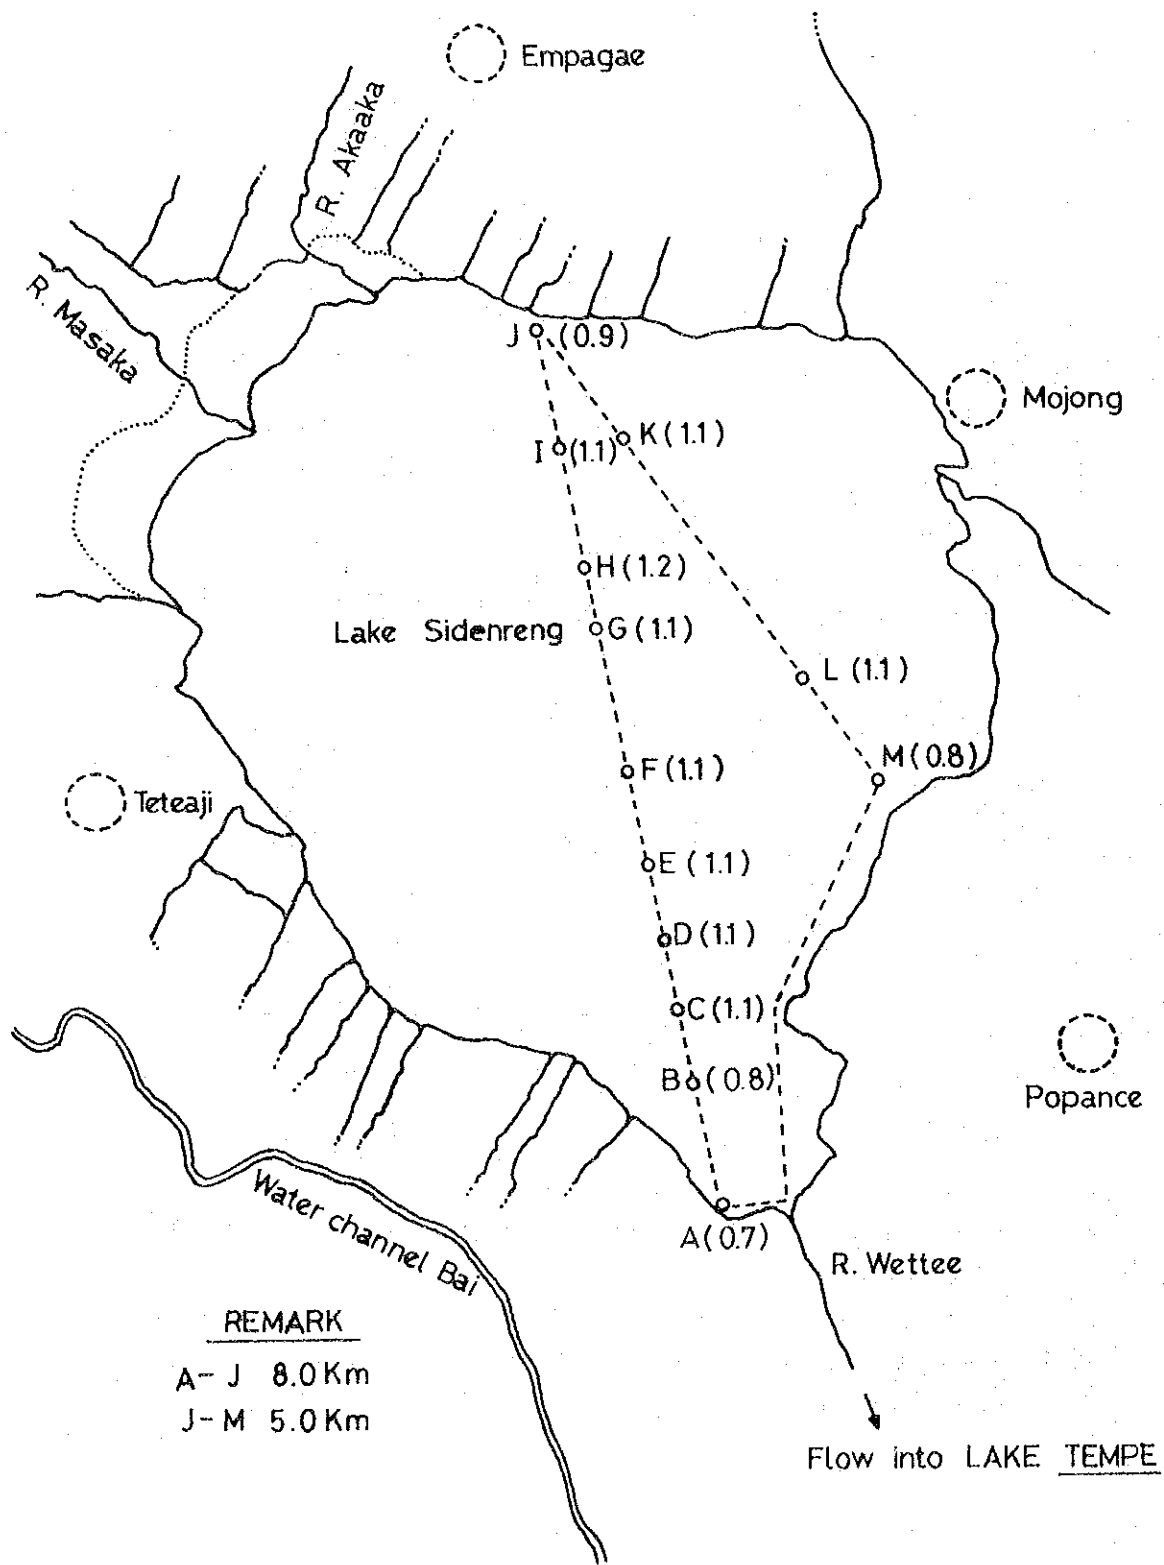 Empagae
R. Akaaka
R. Masaka
J (0.9)
Mojong
K (1.1)
I (1.1)
H (1.2)
Lake Sidenreng
G (1.1)
L (1.1)
M (0.8)
F (1.1)
Teteaji
E (1.1)
D (1.1)
C (1.1)
B (0.8)
Popance
Water channel Bai
A (0.7)
R. Wettee
REMARK
A - J 8.0 Km
J - M 5.0 Km
Flow into LAKE TEMPE